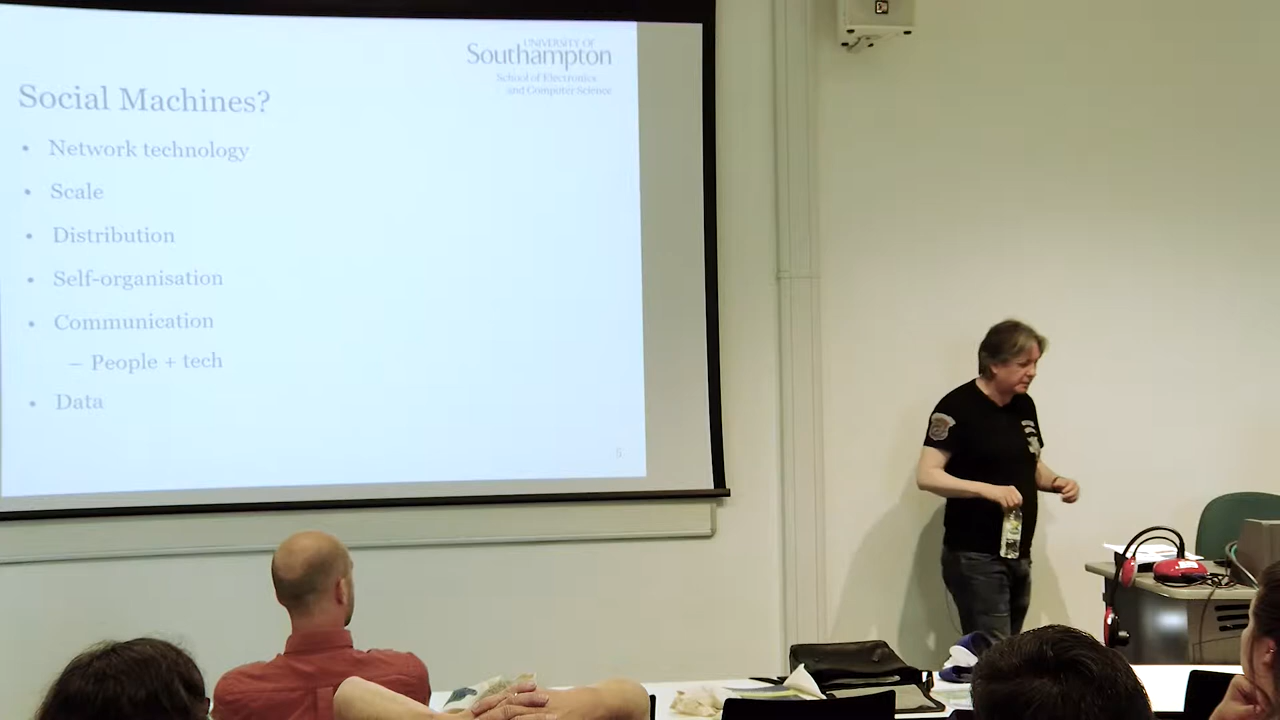 UNIVERSITY OF
Southampton
School of Electronics
and Computer Science
Social Machines?
• Network technology
• Scale
• Distribution
• Self-organisation
• Communication
– People + tech
• Data
5